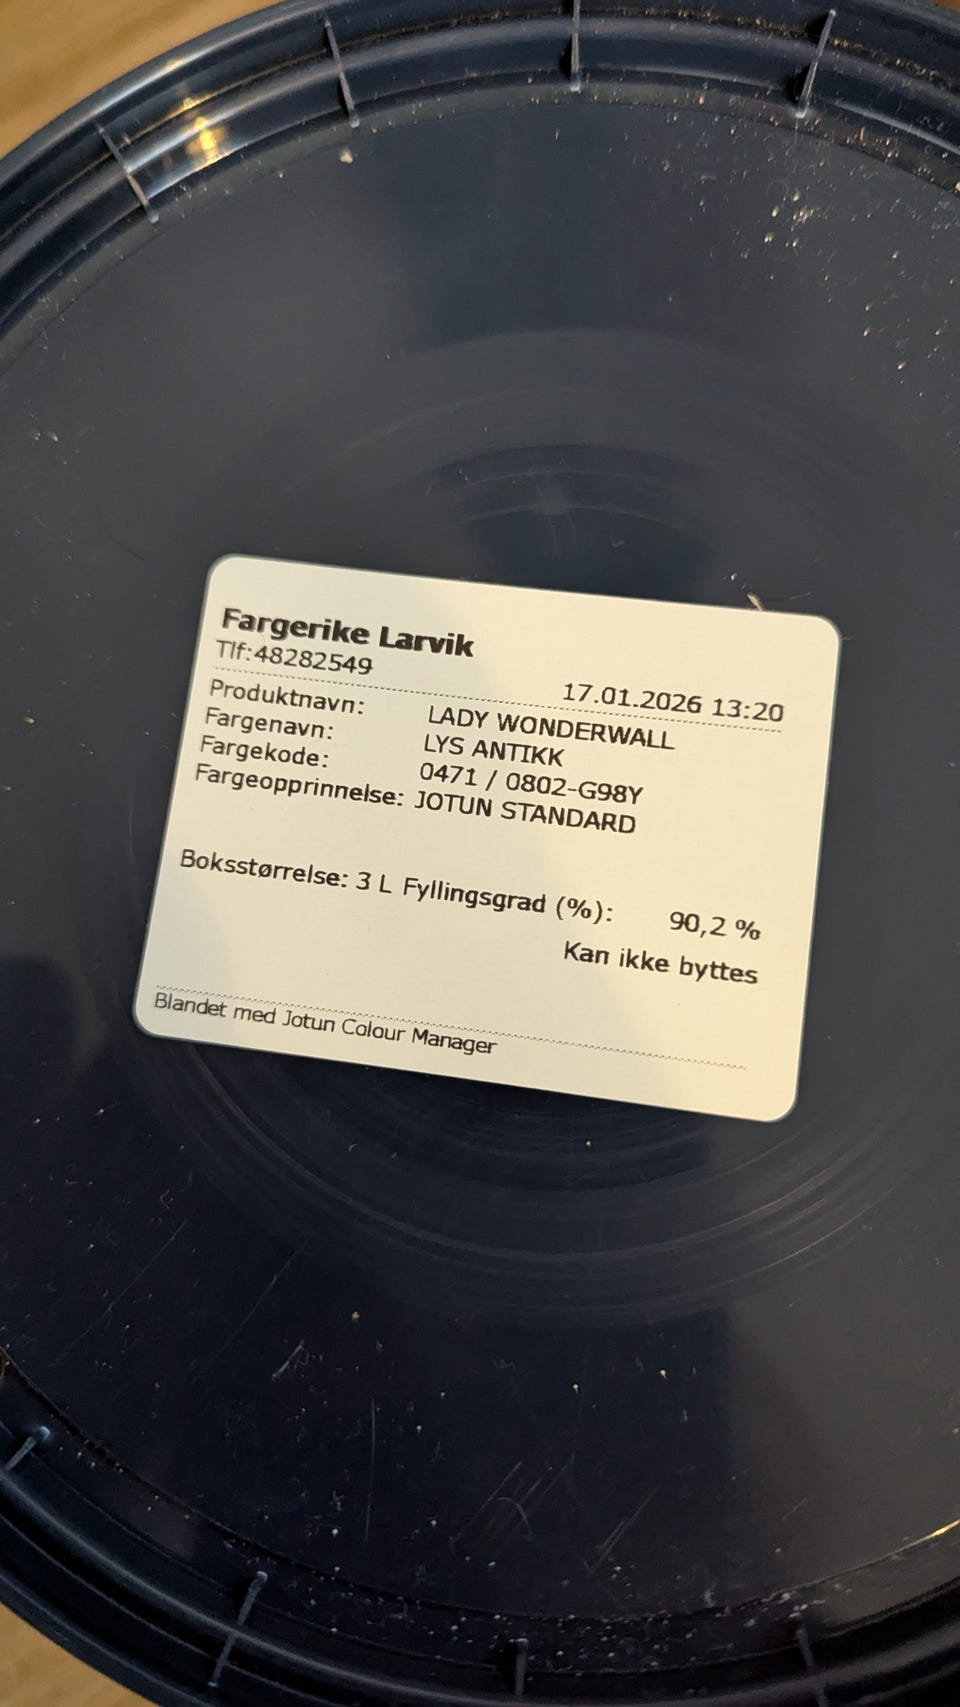 Fargerike Larvik
Tlf:48282549
17.01.2026 13:20
Produktnavn: LADY WONDERWALL
Fargenavn: LYS ANTIKK
Fargekode: 0471 / 0802-G98Y
Fargeopprinnelse: JOTUN STANDARD
Boksstørrelse: 3 L Fyllingsgrad (%): 90,2 %
Kan ikke byttes
Blandet med Jotun Colour Manager